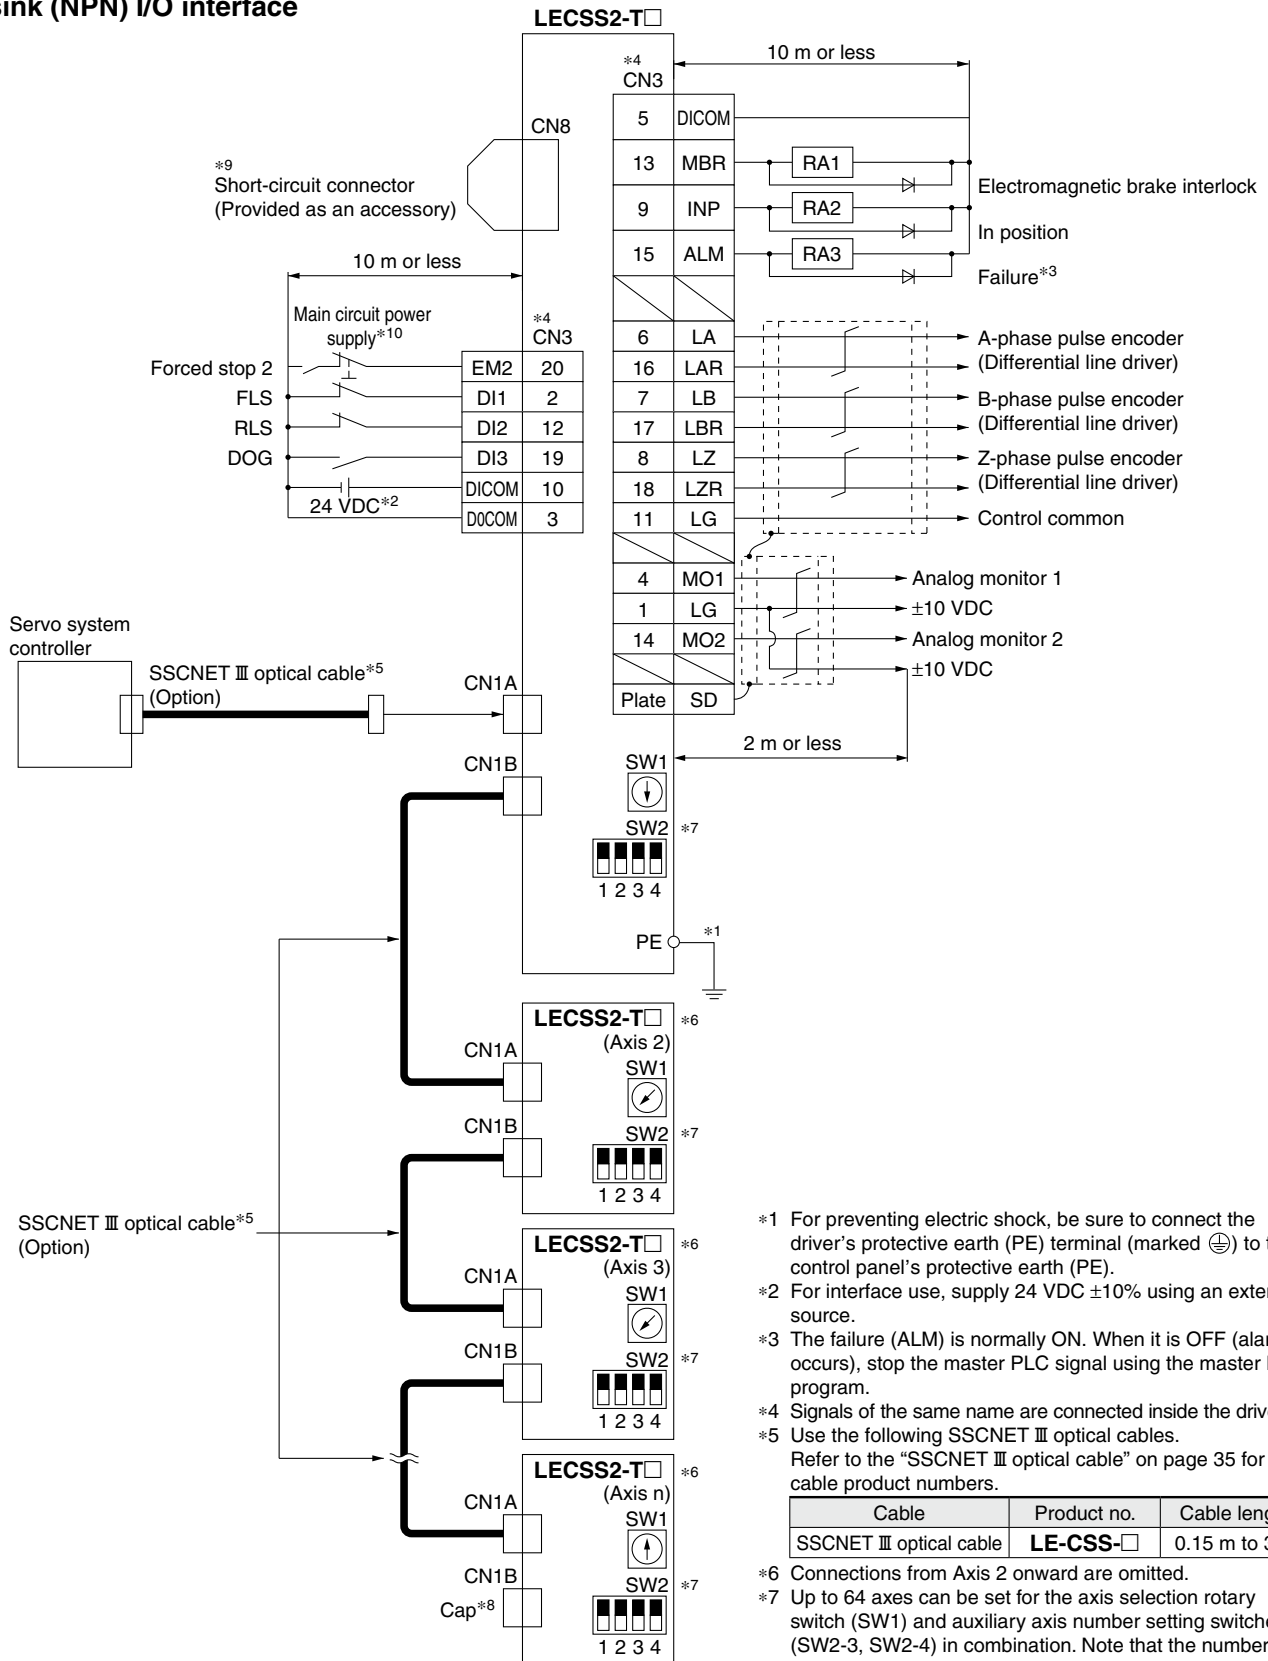 sink (NPN) I/O interface
LECSS2-T□
*4
CN3
10 m or less
5 DICOM
13 MBR RA1
Electromagnetic brake interlock
9 INP RA2
In position
15 ALM RA3
Failure*3
CN8
*9
Short-circuit connector
(Provided as an accessory)
10 m or less
Main circuit power
supply*10
*4
CN3
Forced stop 2 EM2 20
FLS DI1 2
RLS DI2 12
DOG DI3 19
24 VDC*2 DICOM 10
D0COM 3
6 LA A-phase pulse encoder
16 LAR (Differential line driver)
7 LB B-phase pulse encoder
17 LBR (Differential line driver)
8 LZ Z-phase pulse encoder
18 LZR (Differential line driver)
11 LG Control common
4 MO1 Analog monitor 1
1 LG ±10 VDC
14 MO2 Analog monitor 2
±10 VDC
Plate SD
2 m or less
Servo system
controller
SSCNET Ⅲ optical cable*5
(Option)
CN1A
CN1B
SW1
SW2 *7
1 2 3 4
PE *1
LECSS2-T□ *6
(Axis 2)
CN1A
SW1
CN1B
SW2 *7
1 2 3 4
SSCNET Ⅲ optical cable*5
(Option)
LECSS2-T□ *6
(Axis 3)
CN1A
SW1
CN1B
SW2 *7
1 2 3 4
LECSS2-T□ *6
(Axis n)
CN1A
SW1
CN1B
Cap*8
SW2 *7
1 2 3 4
*1 For preventing electric shock, be sure to connect the
driver's protective earth (PE) terminal (marked ⏚) to
control panel's protective earth (PE).
*2 For interface use, supply 24 VDC ±10% using an
source.
*3 The failure (ALM) is normally ON. When it is OFF
occurs), stop the master PLC signal using the master
program.
*4 Signals of the same name are connected inside the
*5 Use the following SSCNET Ⅲ optical cables.
Refer to the “SSCNET Ⅲ optical cable” on page 35 for
cable product numbers.
Cable Product no. Cable
SSCNET Ⅲ optical cable LE-CSS-□ 0.15 m to
*6 Connections from Axis 2 onward are omitted.
*7 Up to 64 axes can be set for the axis selection rotary
switch (SW1) and auxiliary axis number setting
(SW2-3, SW2-4) in combination. Note that the number